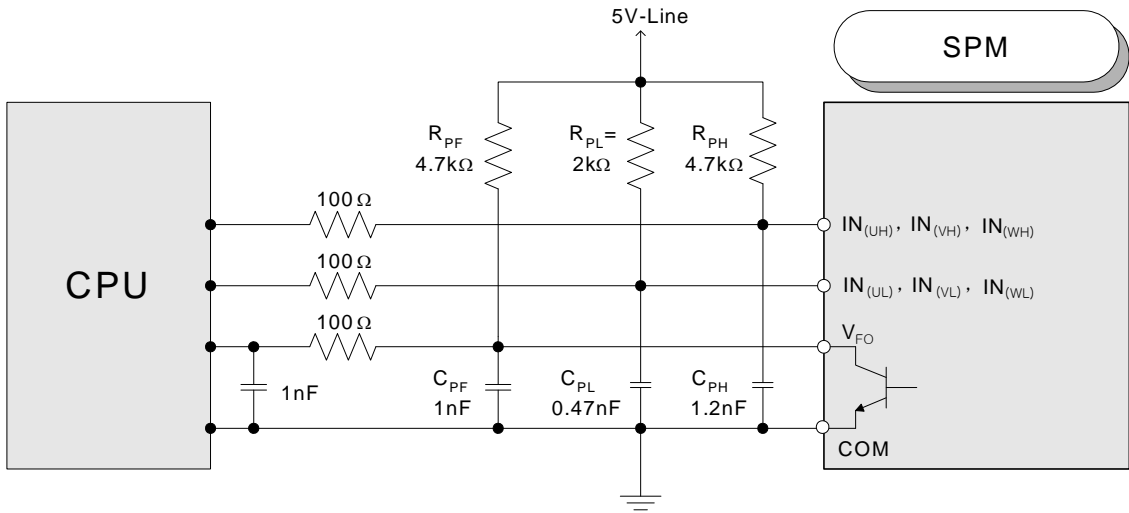 5V-Line
SPM
R_PF
4.7kΩ
R_PL=
2kΩ
R_PH
4.7kΩ
100Ω
IN(UH), IN(VH), IN(WH)
CPU
100Ω
IN(UL), IN(VL), IN(WL)
100Ω
V_FO
1nF
C_PF
1nF
C_PL
0.47nF
C_PH
1.2nF
COM